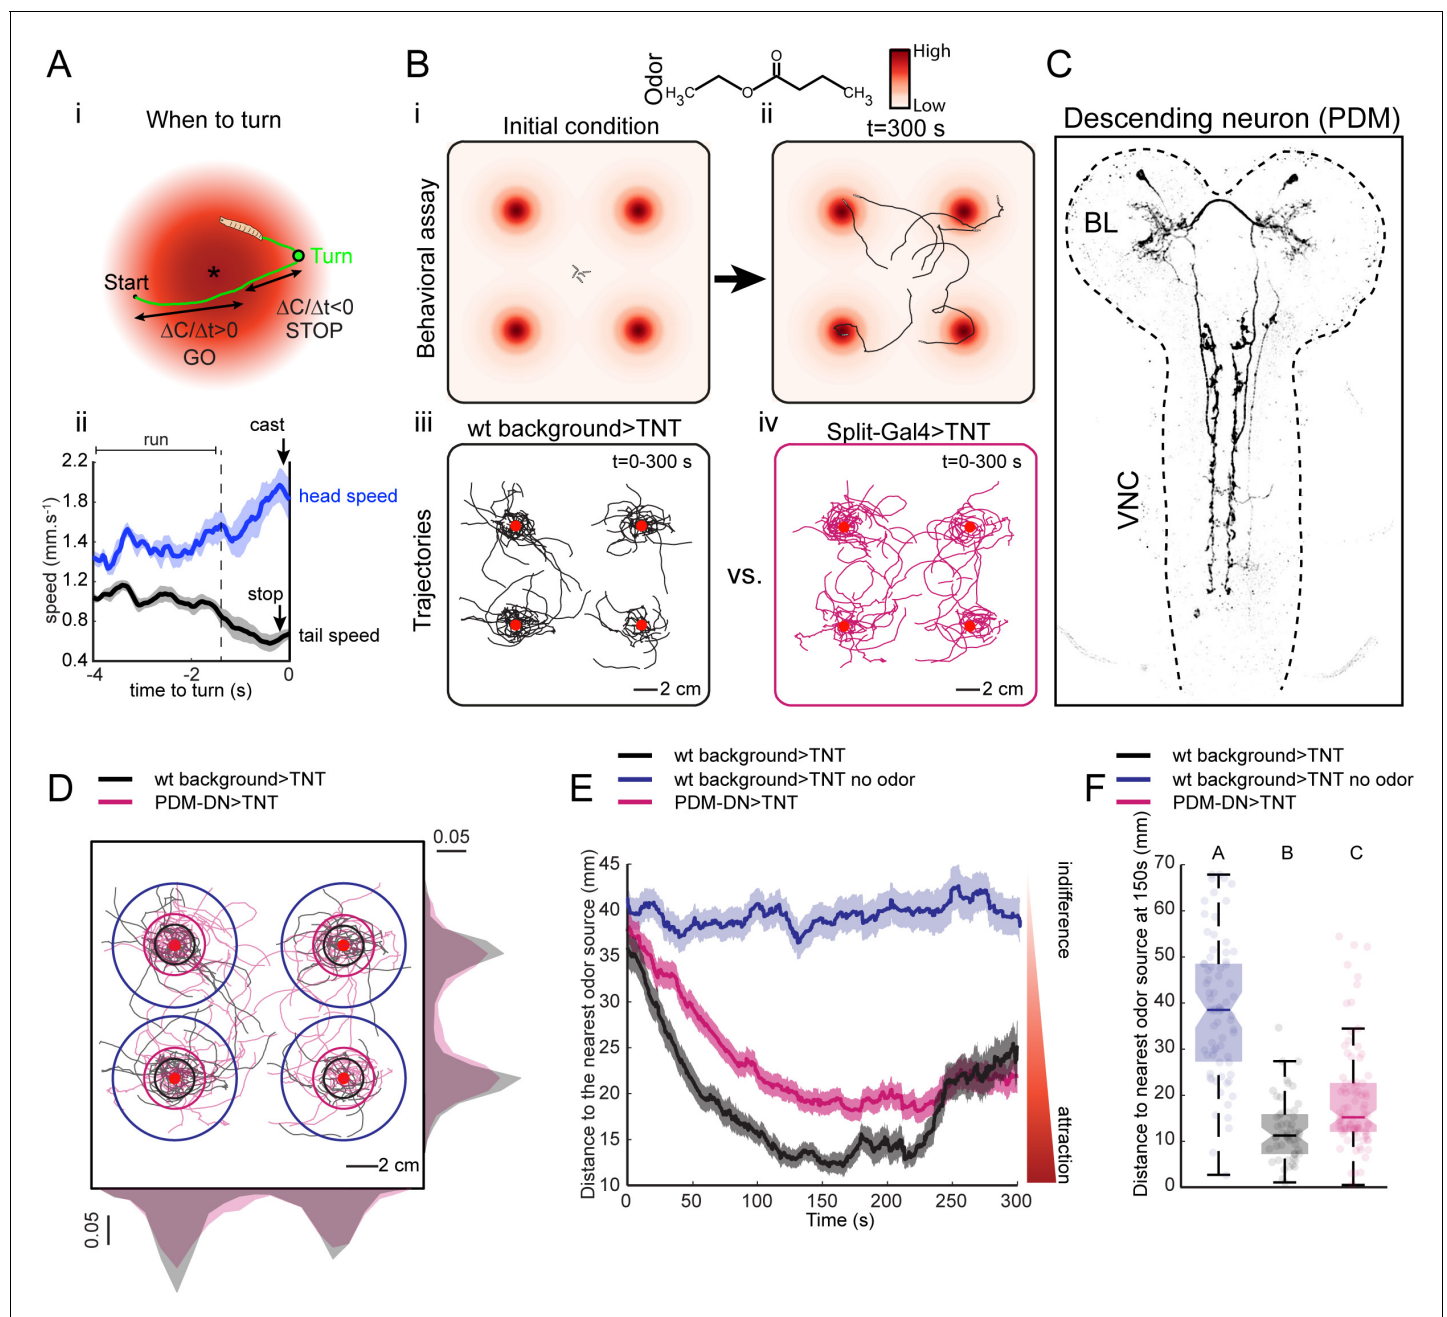 A
i
When to turn
*
Turn
Start
ΔC/Δt>0
GO
ΔC/Δt<0
STOP
ii
run
cast
2.2
1.8
1.4
1.2
0.8
0.4
speed (mm.s⁻¹)
head speed
stop
tail speed
-4
-2
0
time to turn (s)
B
Odor
H₃C
O
O
CH₃
High
Low
i
Initial condition
ii
t=300 s
Behavioral assay
iii
wt background>TNT
t=0-300 s
2 cm
Trajectories
vs.
iv
Split-Gal4>TNT
t=0-300 s
2 cm
C
Descending neuron (PDM)
BL
VNC
D
wt background>TNT
PDM-DN>TNT
0.05
2 cm
0.05
E
wt background>TNT
wt background>TNT no odor
PDM-DN>TNT
Distance to the nearest odor source (mm)
45
40
35
30
25
20
15
10
0
50
100
150
200
250
300
Time (s)
indifference
attraction
F
wt background>TNT
wt background>TNT no odor
PDM-DN>TNT
Distance to nearest odor source at 150s (mm)
A
B
C
70
60
50
40
30
20
10
0